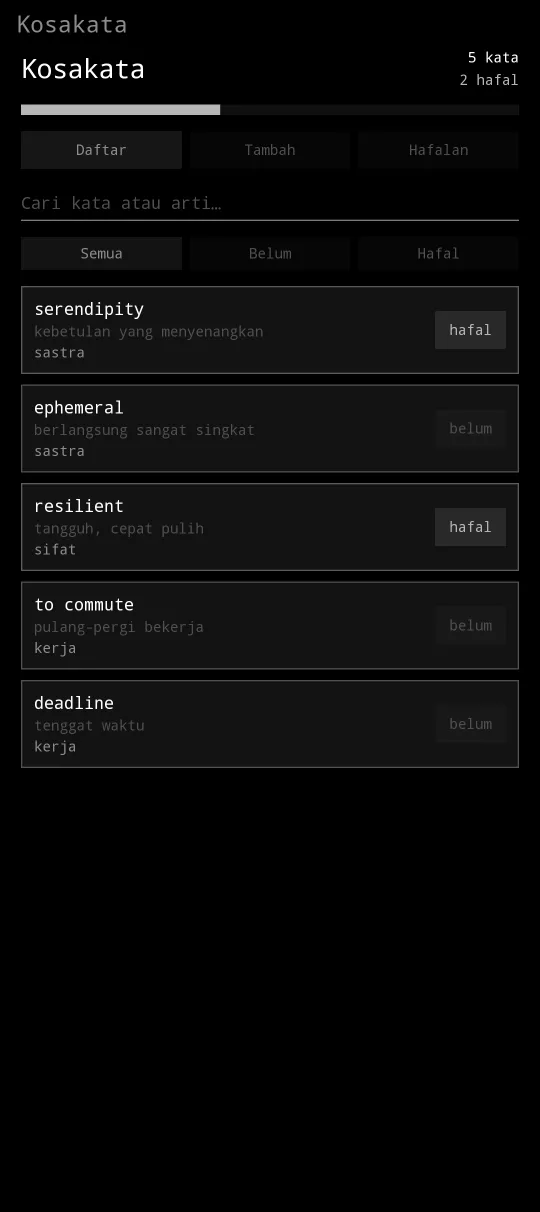 Kosakata
Kosakata
5 kata
2 hafal
Daftar Tambah Hafalan
Cari kata atau arti…
Semua Belum Hafal
serendipity
kebetulan yang menyenangkan
sastra
hafal
ephemeral
berlangsung sangat singkat
sastra
belum
resilient
tangguh, cepat pulih
sifat
hafal
to commute
pulang-pergi bekerja
kerja
belum
deadline
tenggat waktu
kerja
belum